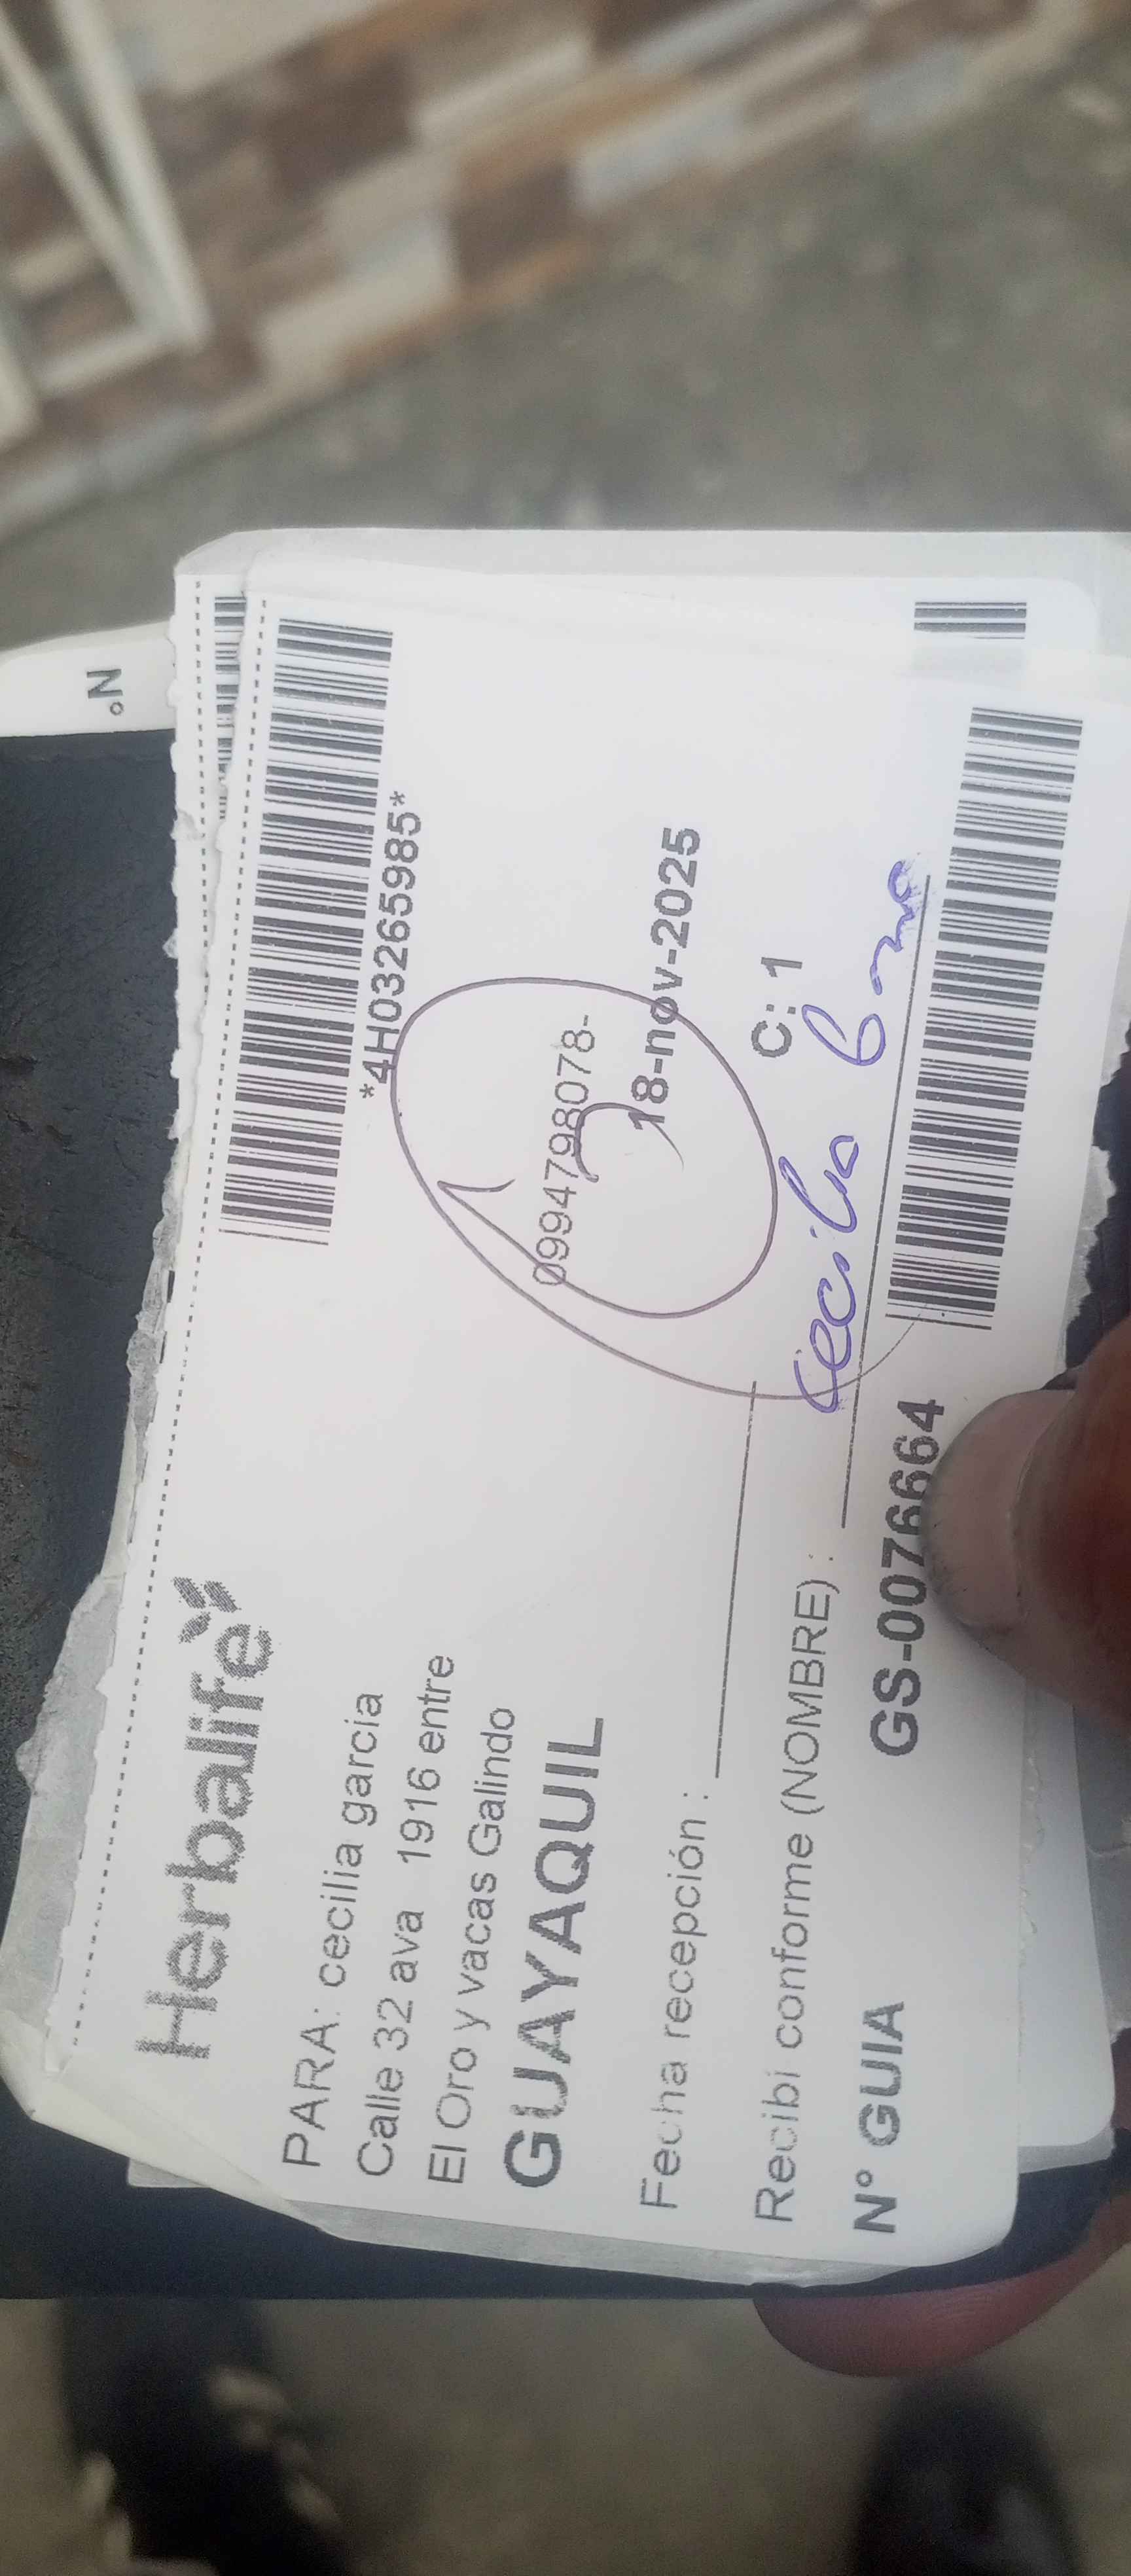 Herbalife
*4H03265985*
PARA: cecilia garcia
Calle 32 ava 1916 entre
El Oro y vacas Galindo
0994798078-
GUAYAQUIL
18-nov-2025
Fecha recepción :
C: 1
Recibi conforme (NOMBRE) : Cecilia
N° GUIA GS-0076664
N°